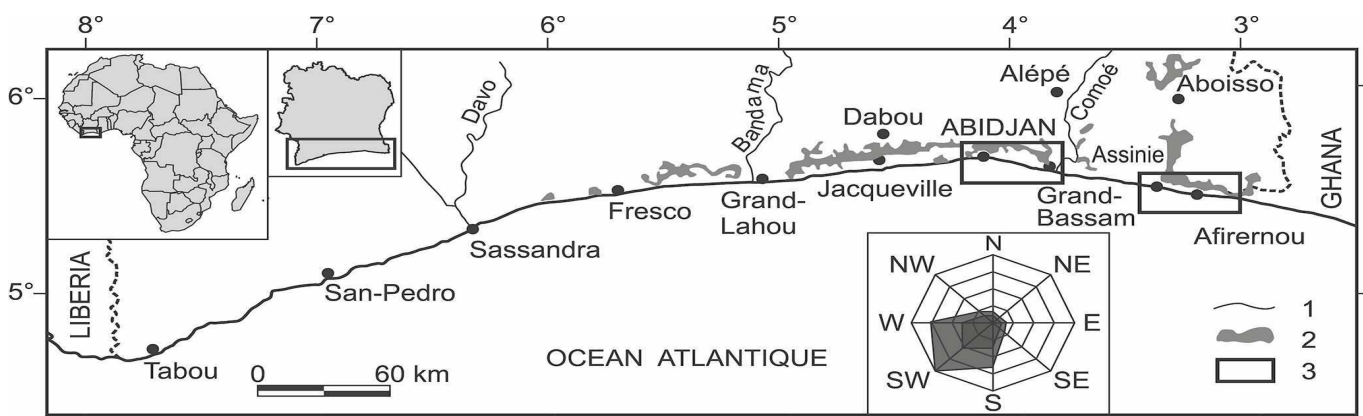 8° 7° 6° 5° 4° 3°
6°
5°
LIBERIA
Tabou
San-Pedro
Sassandra
Davo
Fresco
Bandama
Grand-
Lahou
Dabou
Jacqueville
ABIDJAN
Alépé
Comoé
Grand-
Bassam
Assinie
Aboisso
Afirernou
GHANA
OCEAN ATLANTIQUE
0 60 km
N
NE
E
SE
S
SW
W
NW
1
2
3